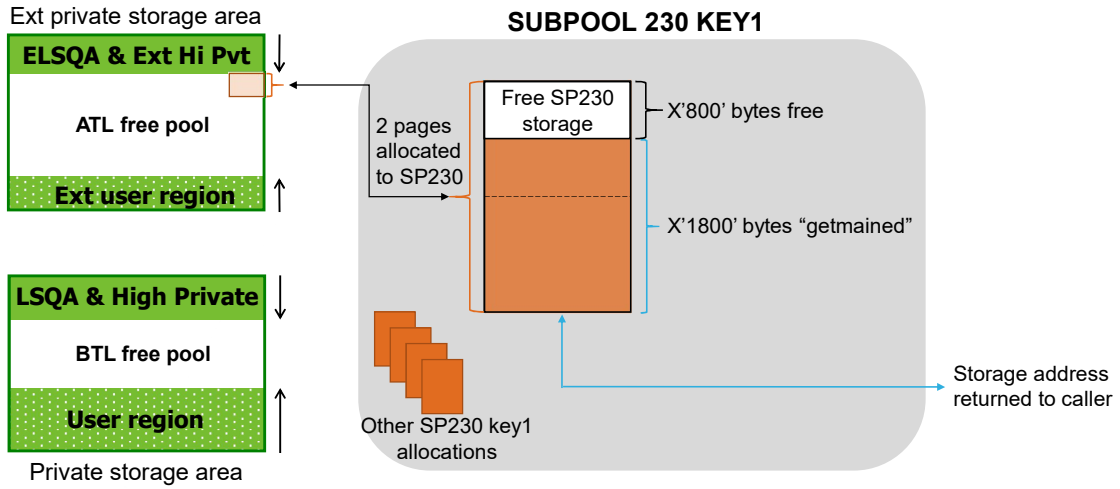 Ext private storage area
ELSQA & Ext Hi Pvt
ATL free pool
Ext user region
LSQA & High Private
BTL free pool
User region
Private storage area
SUBPOOL 230 KEY1
2 pages
allocated
to SP230
Free SP230
storage
X’800’ bytes free
X’1800’ bytes “getmained”
Other SP230 key1
allocations
Storage address
returned to caller